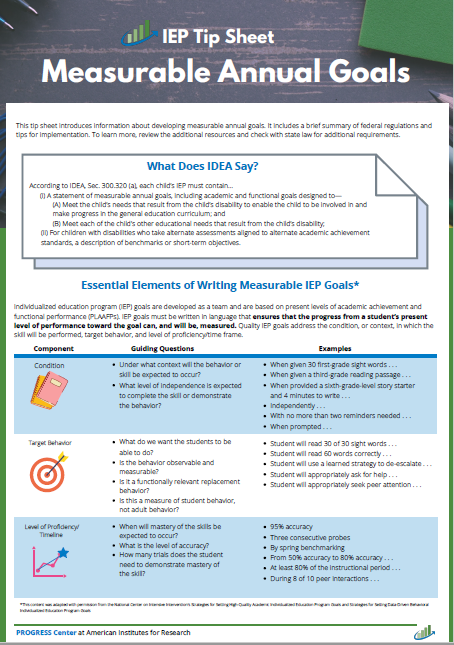 IEP Tip Sheet
Measurable Annual Goals
This tip sheet introduces information about developing measurable annual goals. It includes a brief summary of federal regulations and
tips for implementation. To learn more, review the additional resources and check with state law for additional requirements.
What Does IDEA Say?
According to IDEA, Sec. 300.320 (a), each child's IEP must contain...
(i) A statement of measurable annual goals, including academic and functional goals designed to—
(A) Meet the child's needs that result from the child's disability to enable the child to be involved in and
make progress in the general education curriculum; and
(B) Meet each of the child's other educational needs that result from the child's disability.
(ii) For children with disabilities who take alternate assessments aligned to alternate academic achievement
standards, a description of benchmarks or short-term objectives.
Essential Elements of Writing Measurable IEP Goals*
Individualized education program (IEP) goals are developed as a team and are based on present levels of academic achievement and
functional performance (PLAAFPs). IEP goals must be written in language that ensures that the progress from a student's present
level of performance toward the goal can, and will be, measured. Quality IEP goals address the condition, or context, in which the
skill will be performed, target behavior, and level of proficiency/time frame.
Component Guiding Questions Examples
Condition
• Under what context will the behavior or
skill be expected to occur?
• What level of independence is expected
to complete the skill or demonstrate
the behavior?
• When given 30 first-grade sight words . . .
• When given a third-grade reading passage . . .
• When provided a sixth-grade-level story starter
and 4 minutes to write . . .
• Independently . . .
• With no more than two reminders needed . . .
• When prompted . . .
Target Behavior
• What do we want the students to be
able to do?
• Is the behavior observable and
measurable?
• Is it a functionally relevant replacement
behavior?
• Is this a measure of student behavior,
not adult behavior?
• Student will read 30 of 30 sight words . . .
• Student will read 60 words correctly . . .
• Student will use a learned strategy to de-escalate . . .
• Student will appropriately ask for help . . .
• Student will appropriately seek peer attention . . .
Level of Proficiency/
Timeline
• When will mastery of the skills be
expected to occur?
• What is the level of accuracy?
• How many trials does the student
need to demonstrate mastery of
the skill?
• 95% accuracy
• Three consecutive probes
• By spring benchmarking
• From 50% accuracy to 80% accuracy . . .
• At least 80% of the instructional period . . .
• During 8 of 10 peer interactions . . .
*This content was adapted with permission from the National Center on Intensive Intervention's Strategies for Setting High-Quality Academic Individualized Education Program Goals and Strategies for Setting Data-Driven Behavioral
Individualized Education Program Goals
PROGRESS Center at American Institutes for Research